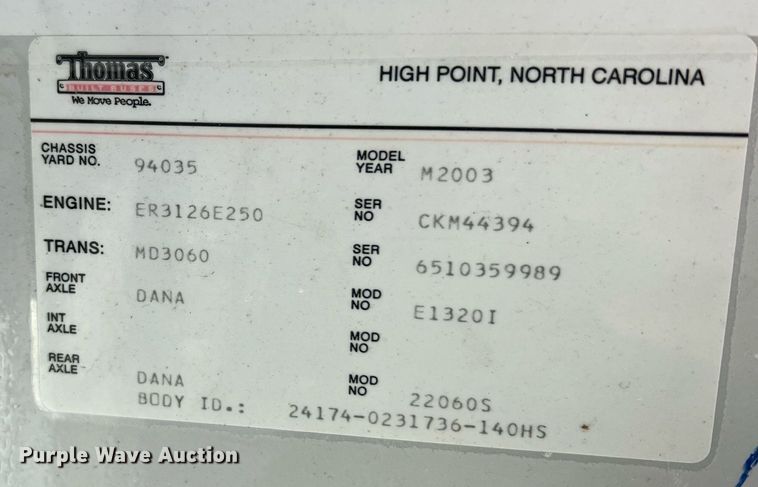 Thomas
BUILT BUSES
We Move People.
HIGH POINT, NORTH CAROLINA
CHASSIS YARD NO. 94035 MODEL YEAR M2003
ENGINE: ER3126E250 SER NO CKM44394
TRANS: MD3060 SER NO 6510359989
FRONT AXLE DANA MOD NO E1320I
INT AXLE MOD NO
REAR AXLE DANA MOD NO 22060S
BODY ID.: 24174-0231736-140HS
Purple Wave Auction